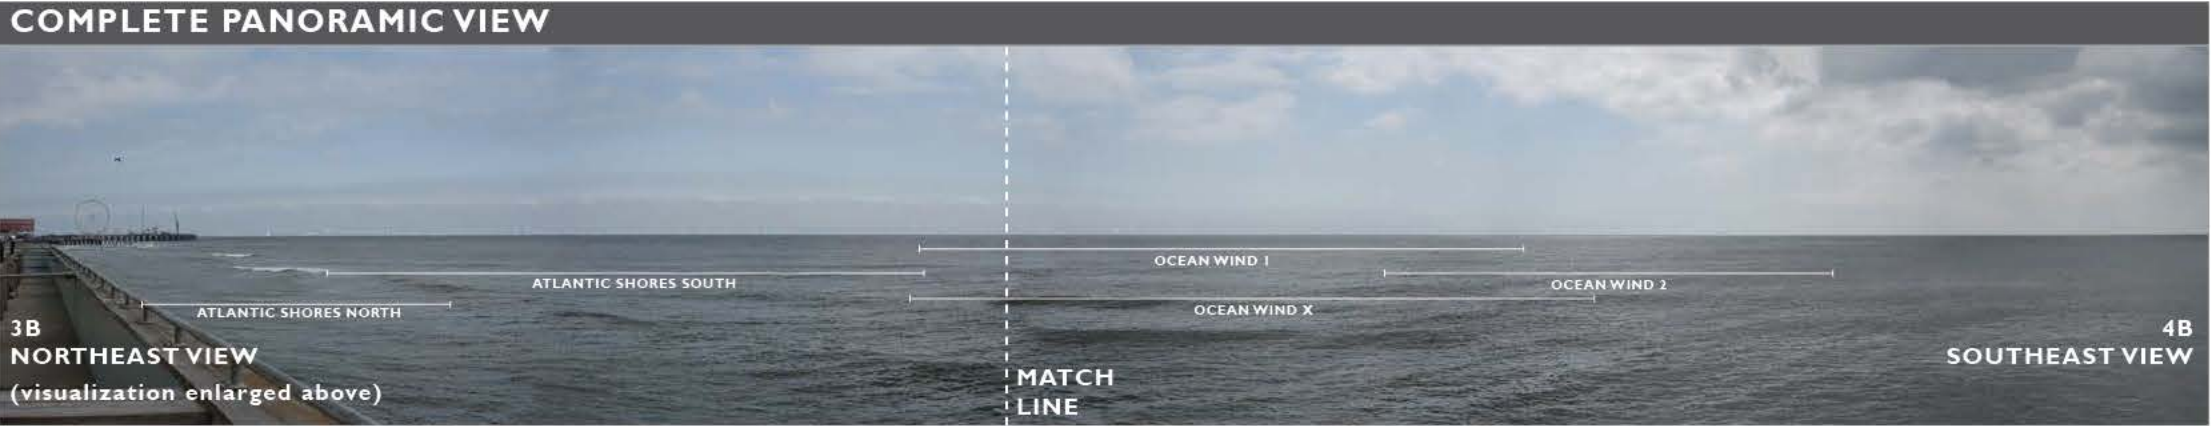 COMPLETE PANORAMIC VIEW
OCEAN WIND 1
ATLANTIC SHORES SOUTH
OCEAN WIND 2
ATLANTIC SHORES NORTH
OCEAN WIND X
3B
NORTHEAST VIEW
(visualization enlarged above)
MATCH
LINE
4B
SOUTHEAST VIEW